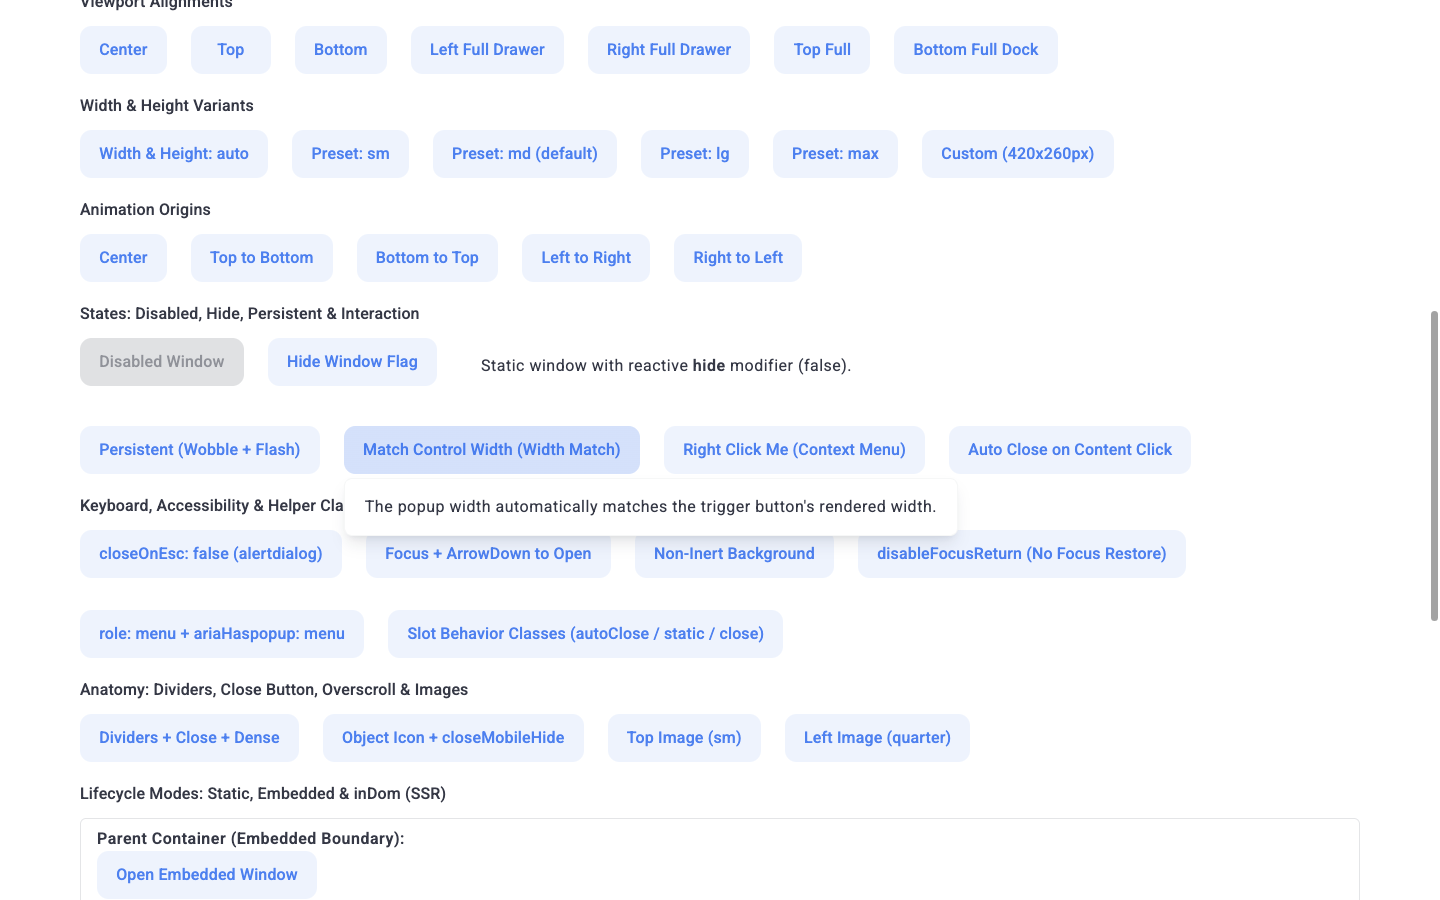 Viewport Alignments
Center Top Bottom Left Full Drawer Right Full Drawer Top Full Bottom Full Dock
Width & Height Variants
Width & Height: auto Preset: sm Preset: md (default) Preset: lg Preset: max Custom (420x260px)
Animation Origins
Center Top to Bottom Bottom to Top Left to Right Right to Left
States: Disabled, Hide, Persistent & Interaction
Disabled Window Hide Window Flag Static window with reactive hide modifier (false).
Persistent (Wobble + Flash) Match Control Width (Width Match) Right Click Me (Context Menu) Auto Close on Content Click
Keyboard, Accessibility & Helper Cla
The popup width automatically matches the trigger button's rendered width.
closeOnEsc: false (alertdialog) Focus + ArrowDown to Open Non-Inert Background disableFocusReturn (No Focus Restore)
role: menu + ariaHaspopup: menu Slot Behavior Classes (autoClose / static / close)
Anatomy: Dividers, Close Button, Overscroll & Images
Dividers + Close + Dense Object Icon + closeMobileHide Top Image (sm) Left Image (quarter)
Lifecycle Modes: Static, Embedded & inDom (SSR)
Parent Container (Embedded Boundary):
Open Embedded Window